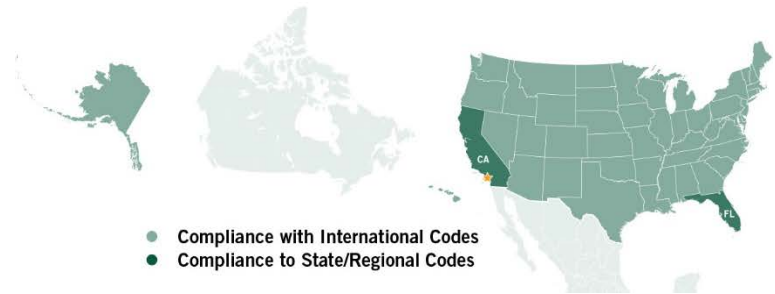 CA
FL
Compliance with International Codes
Compliance to State/Regional Codes